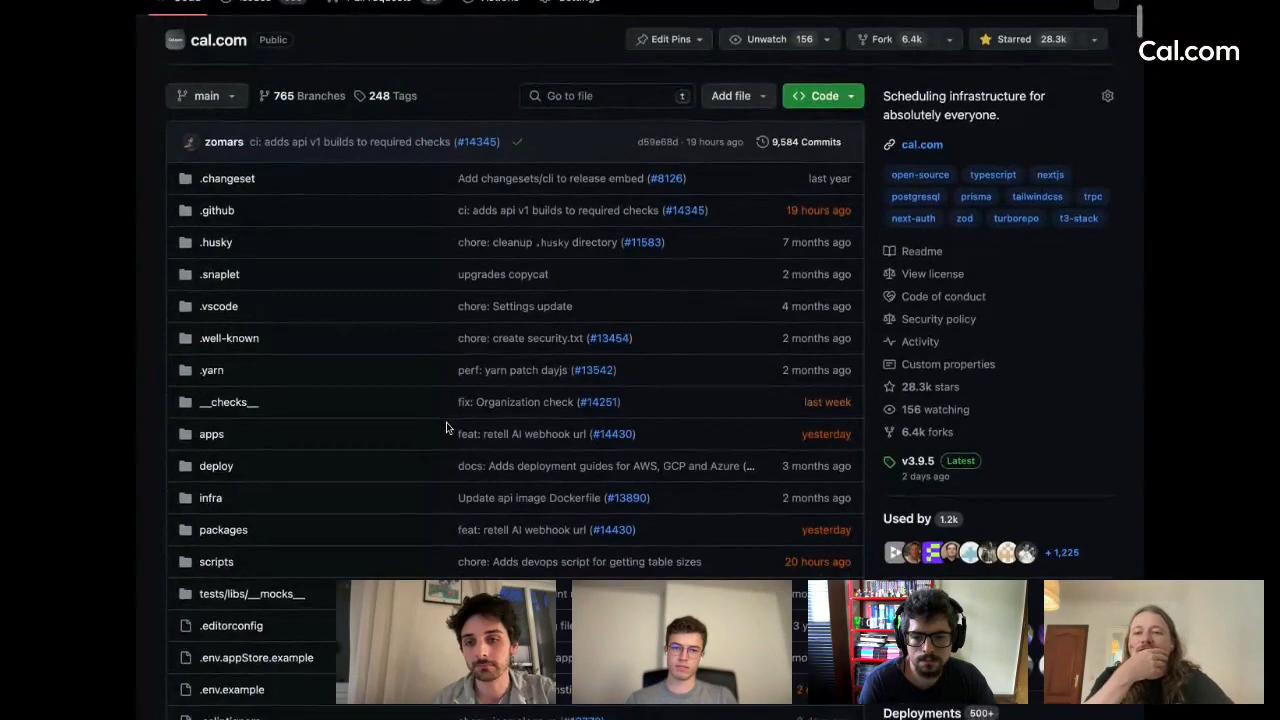 cal.com Public Edit Pins Unwatch 156 Fork 6.4k Starred 28.3k
Cal.com
main 765 Branches 248 Tags Go to file t Add file Code
Scheduling infrastructure for
absolutely everyone.
zomars ci: adds api v1 builds to required checks (#14345) d59e68d · 19 hours ago 9,584 Commits
cal.com
.changeset Add changesets/cli to release embed (#8126) last year
open-source typescript nextjs
postgresql prisma tailwindcss trpc
next-auth zod turborepo t3-stack
.github ci: adds api v1 builds to required checks (#14345) 19 hours ago
.husky chore: cleanup .husky directory (#11583) 7 months ago
Readme
.snaplet upgrades copycat 2 months ago
View license
Code of conduct
.vscode chore: Settings update 4 months ago
Security policy
.well-known chore: create security.txt (#13454) 2 months ago
Activity
.yarn perf: yarn patch dayjs (#13542) 2 months ago
Custom properties
28.3k stars
__checks__ fix: Organization check (#14251) last week
156 watching
apps feat: retell AI webhook url (#14430) yesterday
6.4k forks
deploy docs: Adds deployment guides for AWS, GCP and Azure (... 3 months ago
v3.9.5 Latest
2 days ago
infra Update api image Dockerfile (#13890) 2 months ago
Used by 1.2k
packages feat: retell AI webhook url (#14430) yesterday
+ 1,225
scripts chore: Adds devops script for getting table sizes 20 hours ago
tests/libs/__mocks__
.editorconfig
.env.appStore.example
.env.example
Deployments 500+